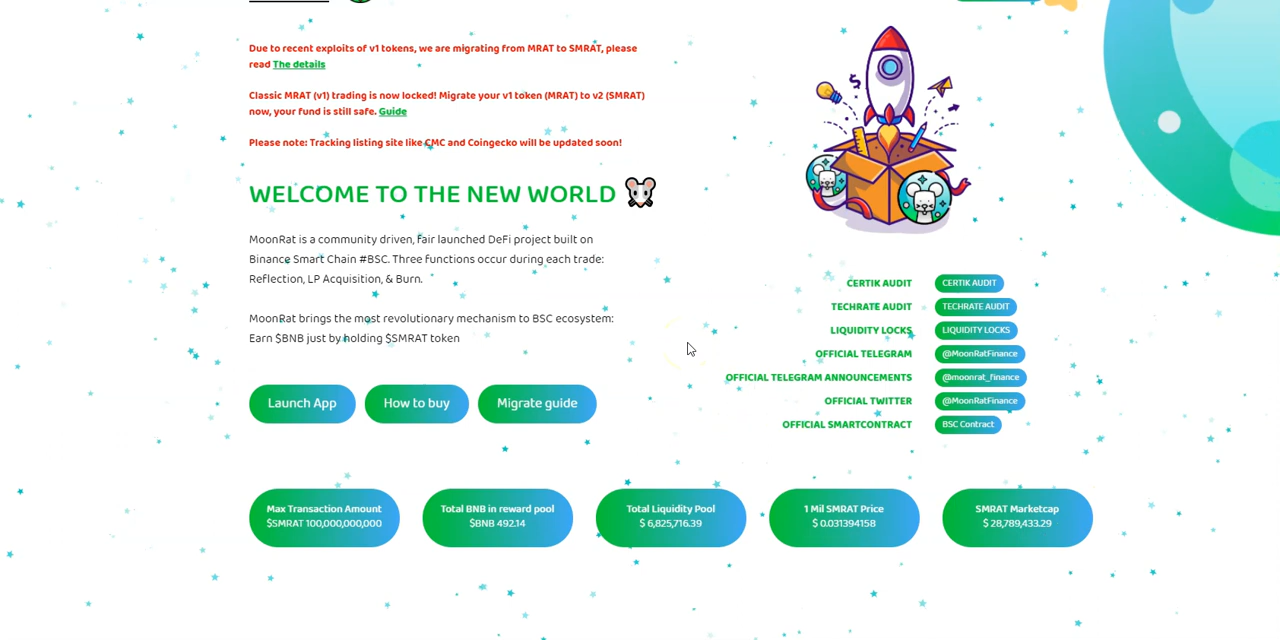 Due to recent exploits of v1 tokens, we are migrating from MRAT to SMRAT, please
read The details
Classic MRAT (v1) trading is now locked! Migrate your v1 token (MRAT) to v2 (SMRAT)
now, your fund is still safe. Guide
Please note: Tracking listing site like CMC and Coingecko will be updated soon!
WELCOME TO THE NEW WORLD
MoonRat is a community driven, fair launched DeFi project built on
Binance Smart Chain #BSC. Three functions occur during each trade:
Reflection, LP Acquisition, & Burn.
MoonRat brings the most revolutionary mechanism to BSC ecosystem:
Earn $BNB just by holding $SMRAT token
Launch App
How to buy
Migrate guide
CERTIK AUDIT CERTIK AUDIT
TECHRATE AUDIT TECHRATE AUDIT
LIQUIDITY LOCKS LIQUIDITY LOCKS
OFFICIAL TELEGRAM @MoonRatFinance
OFFICIAL TELEGRAM ANNOUNCEMENTS @moonrat_finance
OFFICIAL TWITTER @MoonRatFinance
OFFICIAL SMARTCONTRACT BSC Contract
Max Transaction Amount
$SMRAT 100,000,000,000
Total BNB in reward pool
$BNB 492.14
Total Liquidity Pool
$ 6,825,716.39
1 Mil SMRAT Price
$ 0.031394158
SMRAT Marketcap
$ 28,789,433.29